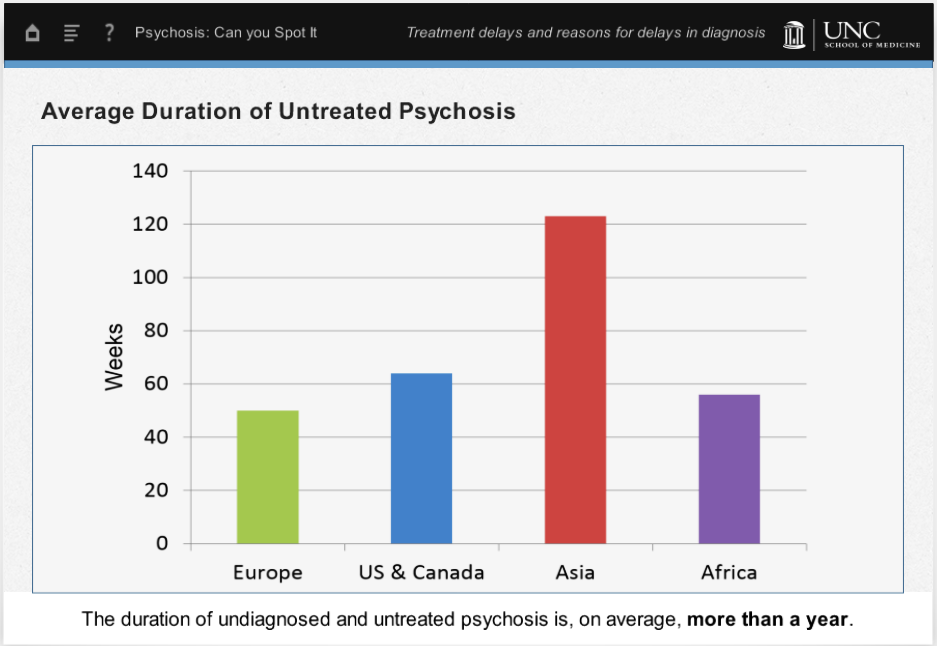 ? Psychosis: Can you Spot It
Treatment delays and reasons for delays in diagnosis
UNC
SCHOOL OF MEDICINE
Average Duration of Untreated Psychosis
140
120
100
80
60
40
20
0
Weeks
Europe US & Canada Asia Africa
The duration of undiagnosed and untreated psychosis is, on average, more than a year.